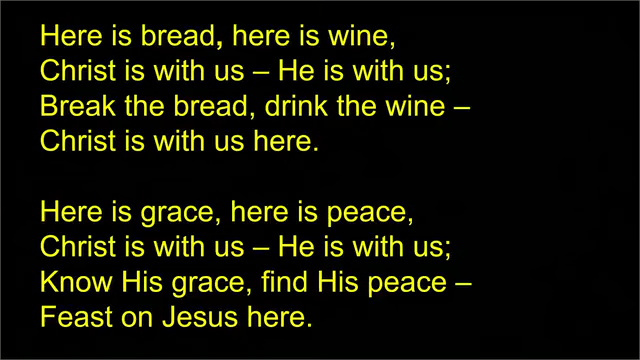 Here is bread, here is wine,
Christ is with us – He is with us;
Break the bread, drink the wine –
Christ is with us here.
Here is grace, here is peace,
Christ is with us – He is with us;
Know His grace, find His peace –
Feast on Jesus here.